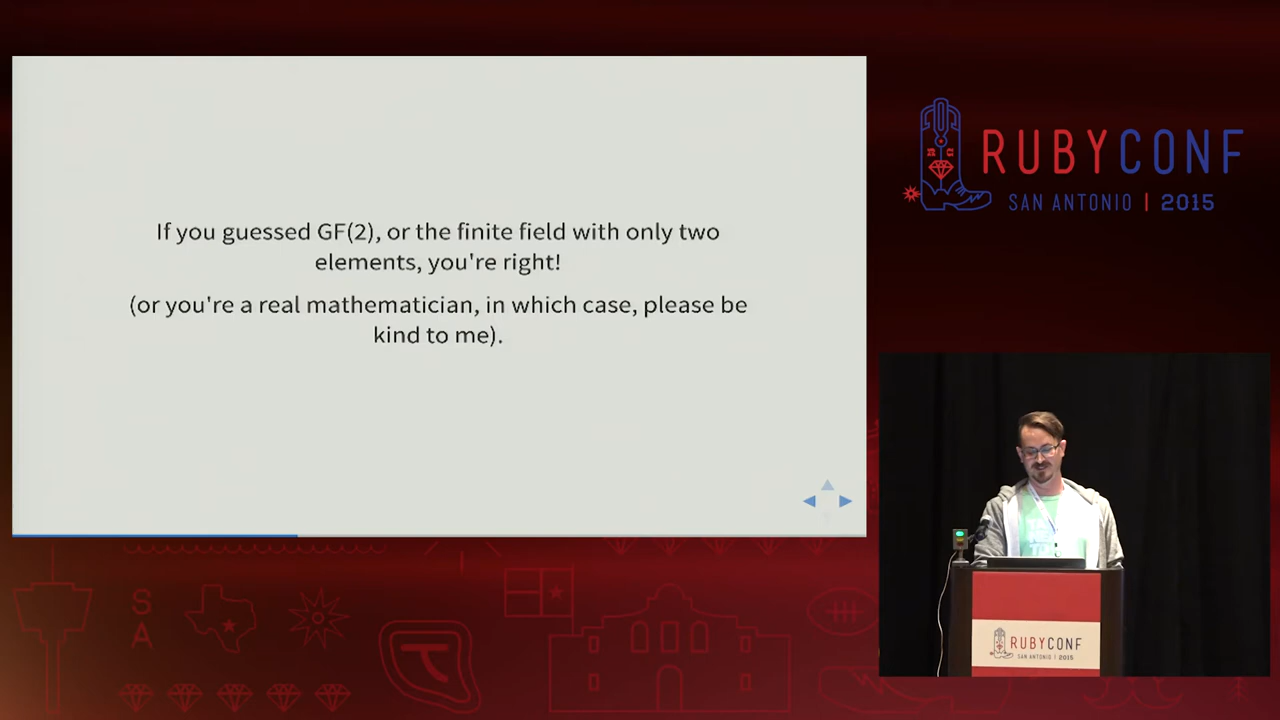 If you guessed GF(2), or the finite field with only two
elements, you're right!
(or you're a real mathematician, in which case, please be
kind to me).
RUBYCONF
SAN ANTONIO | 2015
S
A
RUBYCONF
SAN ANTONIO | 2015